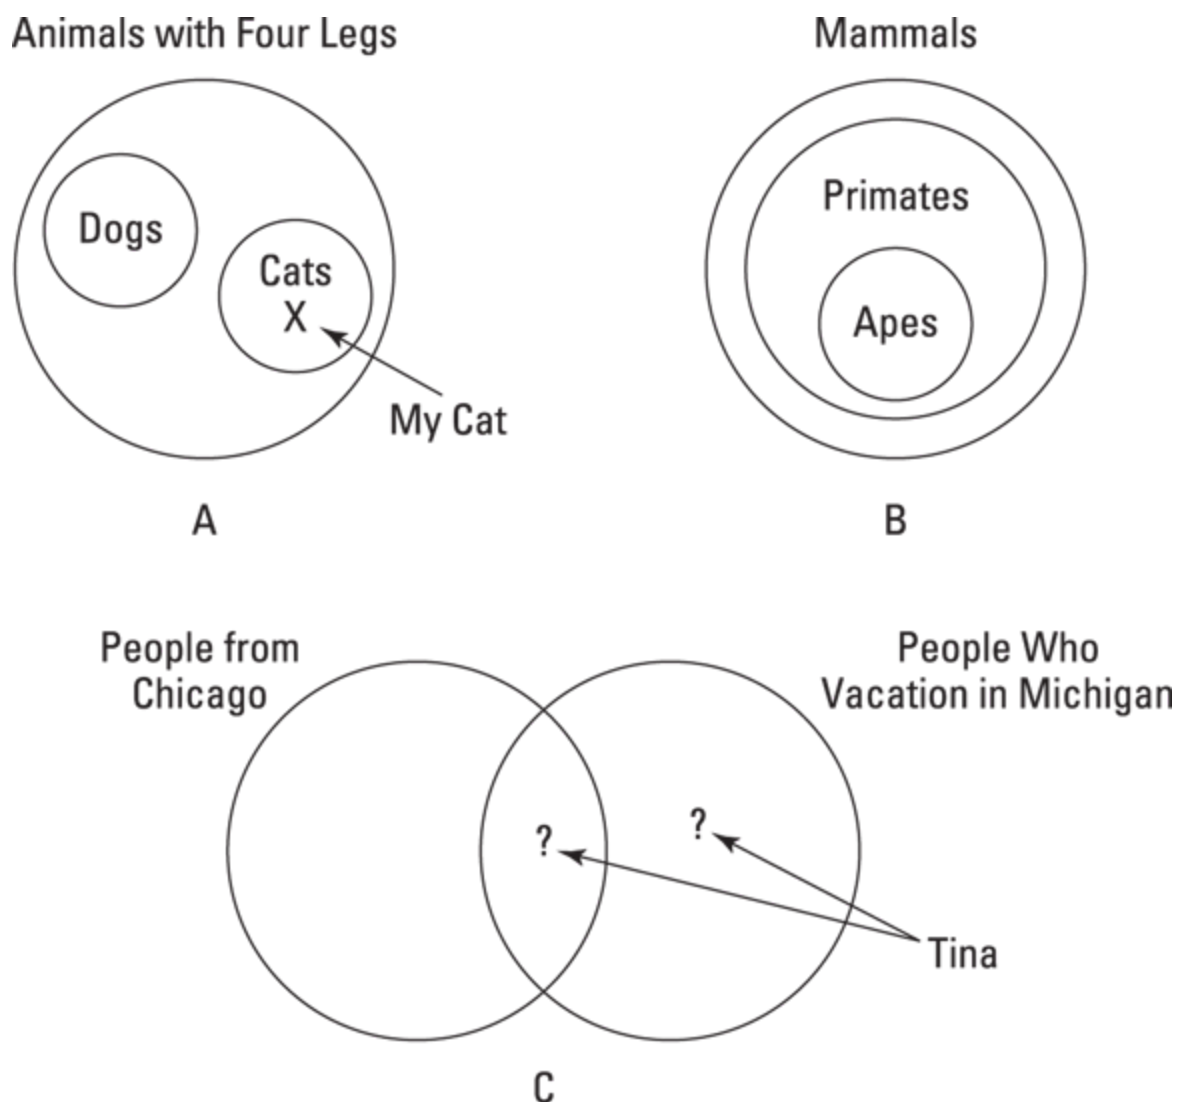 Animals with Four Legs
Dogs
Cats
X
My Cat
A
Mammals
Primates
Apes
B
People from
Chicago
People Who
Vacation in Michigan
?
?
Tina
C